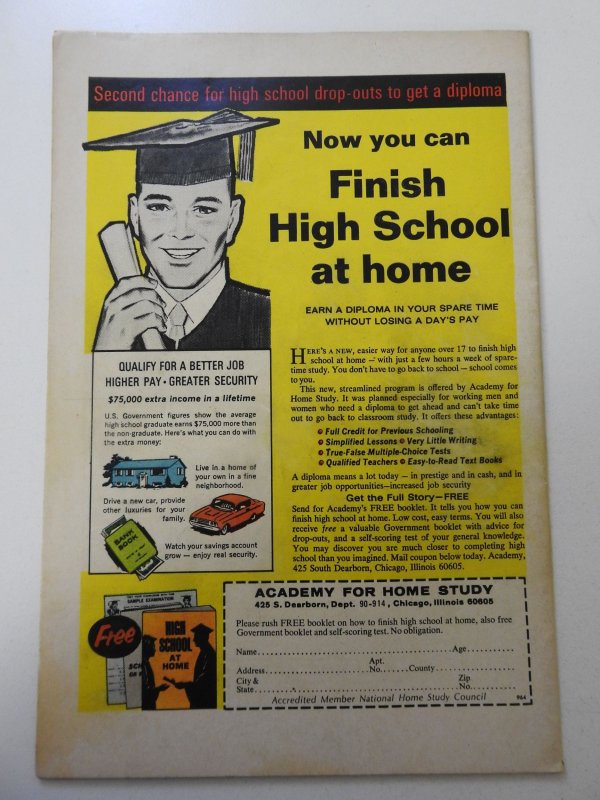 Second chance for high school drop-outs to get a diploma
Now you can
Finish
High School
at home
EARN A DIPLOMA IN YOUR SPARE TIME
WITHOUT LOSING A DAY'S PAY
HERE'S A NEW, easier way for anyone over 17 to finish high
school at home — with just a few hours a week of spare-
time study. You don't have to go back to school — school comes
to you.
This new, streamlined program is offered by Academy for
Home Study. It was planned especially for working men and
women who need a diploma to get ahead and can't take time
out to go back to classroom study. It offers these advantages:
Full Credit for Previous Schooling
Simplified Lessons Very Little Writing
True-False Multiple-Choice Tests
Qualified Teachers Easy-to-Read Text Books
A diploma means a lot today — in prestige and in cash, and in
greater job opportunities—increased job security
Get the Full Story—FREE
Send for Academy's FREE booklet. It tells you how you can
finish high school at home. Low cost, easy terms. You will also
receive free a valuable Government booklet with advice for
drop-outs, and a self-scoring test of your general knowledge.
You may discover you are much closer to completing high
school than you imagined. Mail coupon below today. Academy,
425 South Dearborn, Chicago, Illinois 60605.
QUALIFY FOR A BETTER JOB
HIGHER PAY • GREATER SECURITY
$75,000 extra income in a lifetime
U.S. Government figures show the average
high school graduate earns $75,000 more than
the non-graduate. Here's what you can do with
the extra money:
Live in a home of
your own in a fine
neighborhood.
Drive a new car, provide
other luxuries for your
family.
BANK
BOOK
Watch your savings account
grow — enjoy real security.
Free
SAMPLE EXAMINATION
HIGH
SCHOOL
AT
HOME
ACADEMY FOR HOME STUDY
425 S. Dearborn, Dept. 90-914, Chicago, Illinois 60605
Please rush FREE booklet on how to finish high school at home, also free
Government booklet and self-scoring test. No obligation.
Name Age
Apt.
Address No. County
City & Zip
State No.
Accredited Member National Home Study Council 964